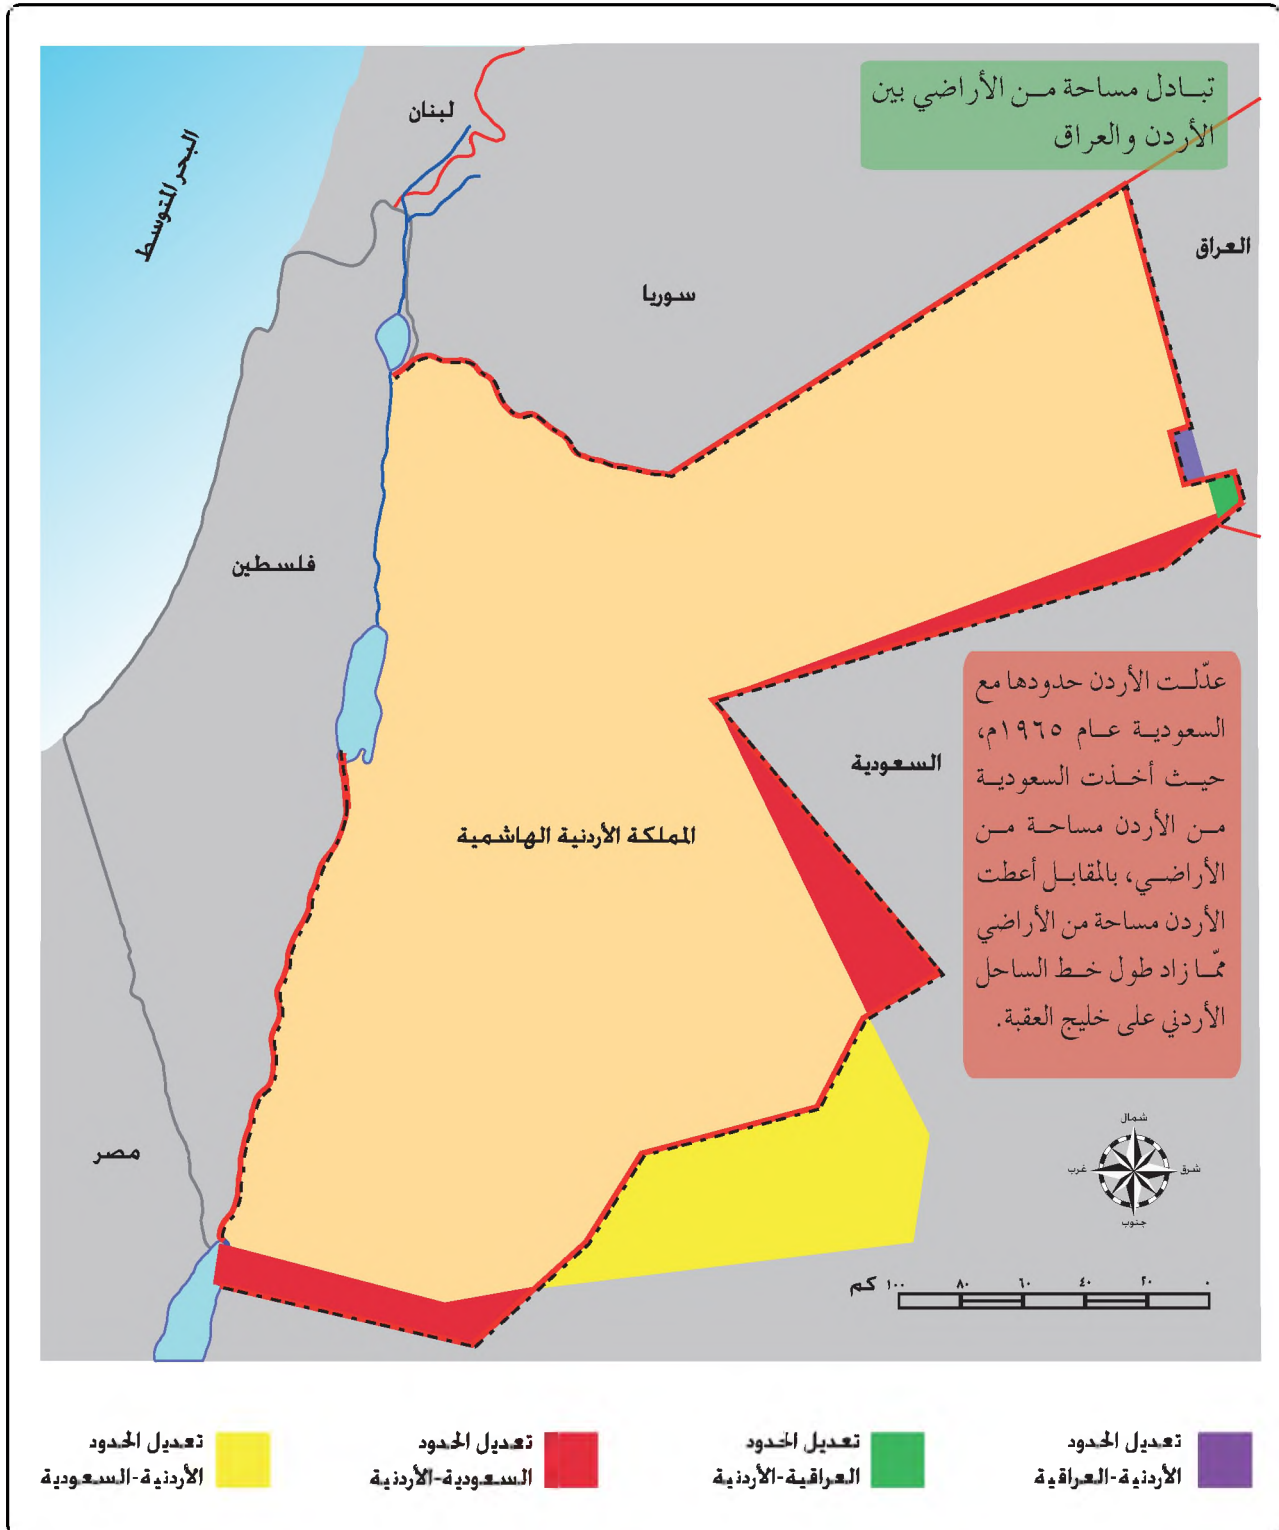 تبادل مساحة من الأراضي بين
الأردن والعراق
لبنان
البحر المتوسط
العراق
سوريا
فلسطين
عدّلت الأردن حدودها مع
السعودية عام ١٩٦٥م،
حيث أخذت السعودية
من الأردن مساحة من
الأراضي، بالمقابل أعطت
الأردن مساحة من الأراضي
ممّا زاد طول خط الساحل
الأردني على خليج العقبة.
السعودية
المملكة الأردنية الهاشمية
مصر
شمال
شرق
غرب
جنوب
٠ ٢٠ ٤٠ ٦٠ ٨٠ ١٠٠ كم
تعديل الحدود
الأردنية-العراقية
تعديل الحدود
العراقية-الأردنية
تعديل الحدود
السعودية-الأردنية
تعديل الحدود
الأردنية-السعودية